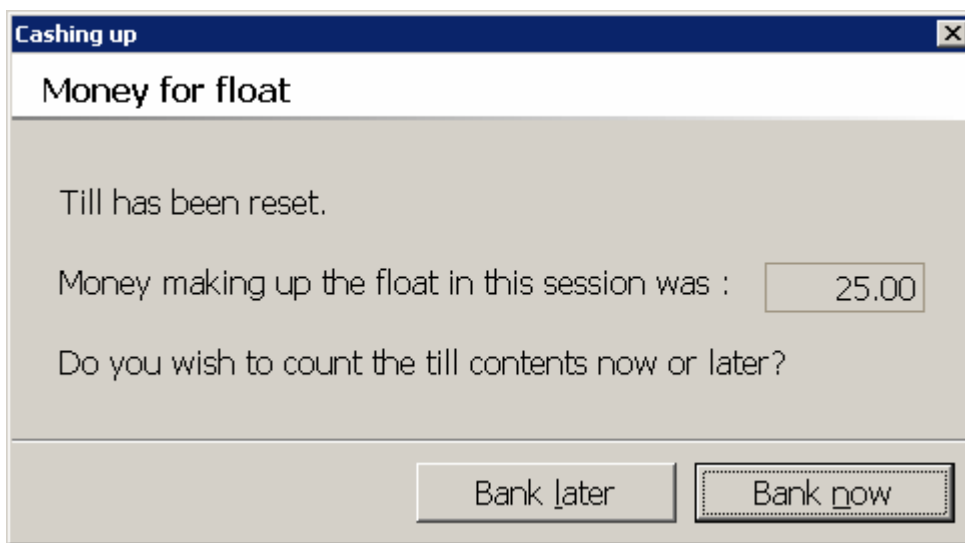 Cashing up
Money for float
Till has been reset.
Money making up the float in this session was : 25.00
Do you wish to count the till contents now or later?
Bank later Bank now